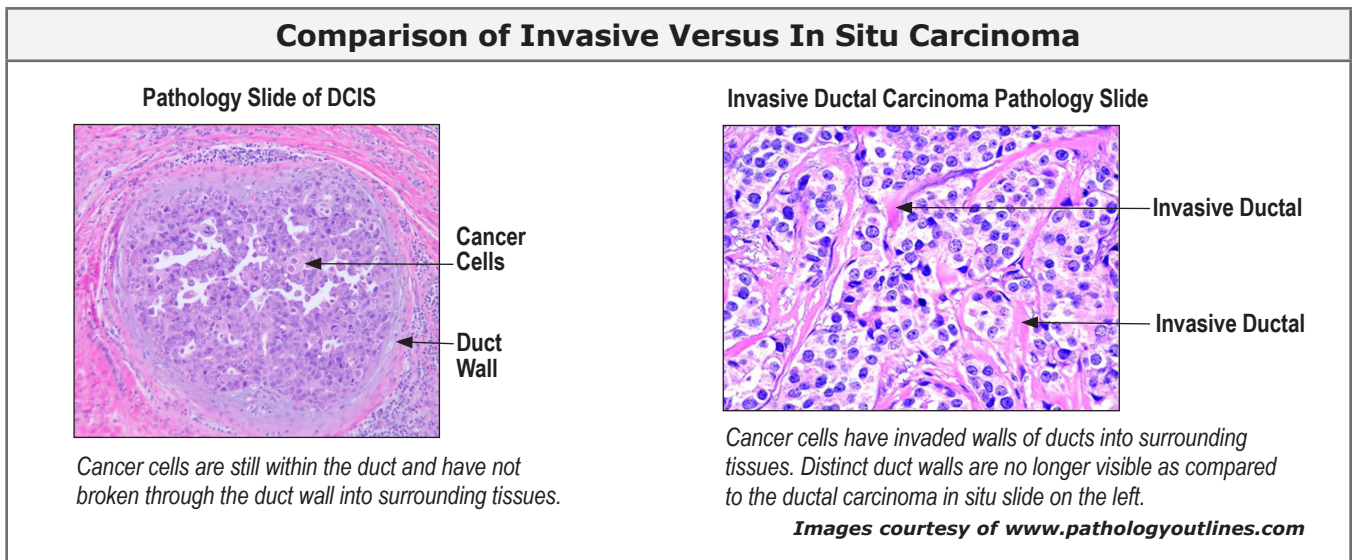 Comparison of Invasive Versus In Situ Carcinoma
Pathology Slide of DCIS
Cancer
Cells
Duct
Wall
Cancer cells are still within the duct and have not
broken through the duct wall into surrounding tissues.
Invasive Ductal Carcinoma Pathology Slide
Invasive Ductal
Invasive Ductal
Cancer cells have invaded walls of ducts into surrounding
tissues. Distinct duct walls are no longer visible as compared
to the ductal carcinoma in situ slide on the left.
Images courtesy of www.pathologyoutlines.com